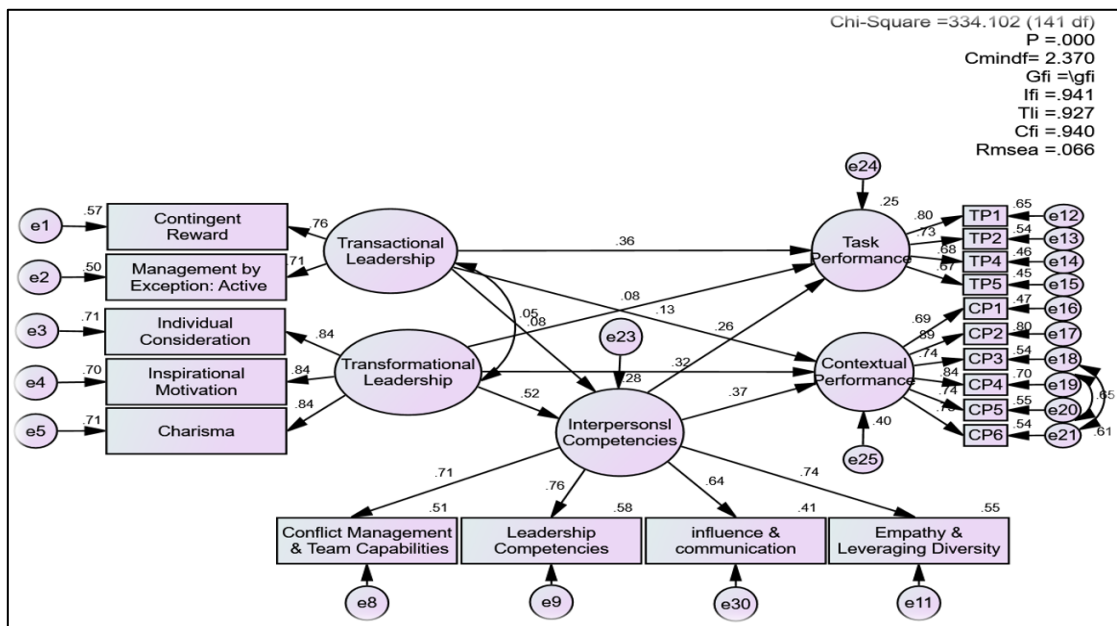 Chi-Square =334.102 (141 df)
P =.000
Cmindf= 2.370
Gfi =\gfi
Ifi =.941
Tli =.927
Cfi =.940
Rmsea =.066
e24
.25
Task
Performance
.80
.73
.68
.67
TP1
.65
e12
TP2
.54
e13
TP4
.46
e14
TP5
.45
e15
e1
.57
Contingent
Reward
.76
e2
.50
Management by
Exception: Active
.71
Transactional
Leadership
.36
.08
.13
.05
.08
e3
.71
Individual
Consideration
.84
e4
.70
Inspirational
Motivation
.84
e5
.71
Charisma
.84
Transformational
Leadership
e23
.26
.32
.28
.52
.37
Interpersonsl
Competencies
Contextual
Performance
.69
.89
.74
.84
.74
CP1
.47
e16
CP2
.80
e17
CP3
.54
e18
CP4
.70
e19
CP5
.55
e20
CP6
.54
e21
.65
.61
.40
e25
.71
.76
.64
.74
.51
Conflict Management
& Team Capabilities
.58
Leadership
Competencies
.41
influence &
communication
.55
Empathy &
Leveraging Diversity
e8
e9
e30
e11